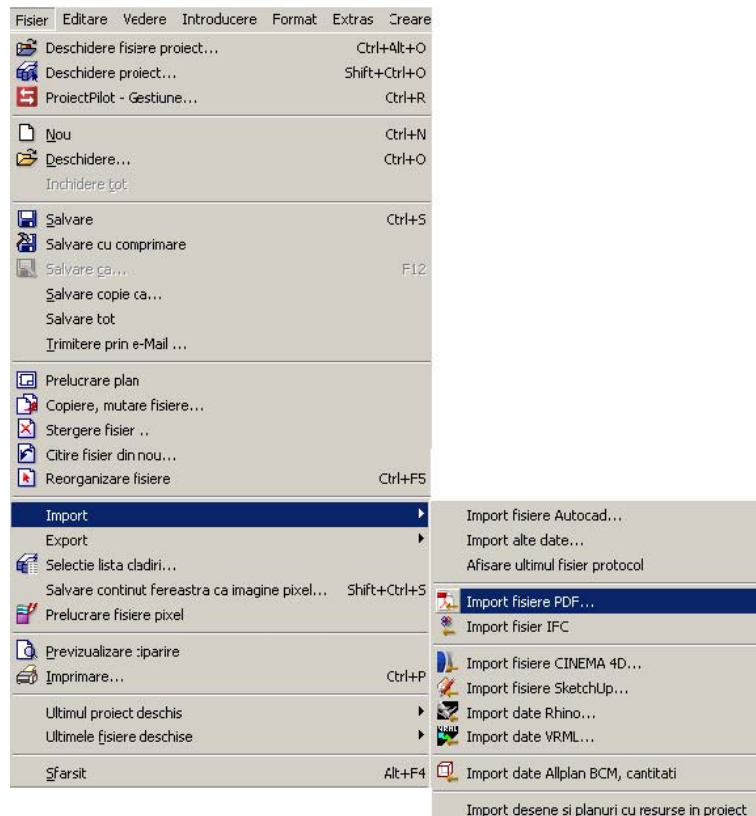 Fisier Editare Vedere Introducere Format Extras Creare
Deschidere fisiere proiect... Ctrl+Alt+O
Deschidere proiect... Shift+Ctrl+O
ProiectPilot - Gestiune... Ctrl+R
Nou Ctrl+N
Deschidere... Ctrl+O
Inchidere tot
Salvare Ctrl+S
Salvare cu comprimare
Salvare ca... F12
Salvare copie ca...
Salvare tot
Trimitere prin e-Mail ...
Prelucrare plan
Copiere, mutare fisiere...
Stergere fisier ..
Citire fisier din nou...
Reorganizare fisiere Ctrl+F5
Import
Export
Selectie lista cladiri...
Salvare continut fereastra ca imagine pixel... Shift+Ctrl+S
Prelucrare fisiere pixel
Previzualizare tiparire
Imprimare... Ctrl+P
Ultimul proiect deschis
Ultimele fisiere deschise
Sfarsit Alt+F4
Import fisiere Autocad...
Import alte date...
Afisare ultimul fisier protocol
Import fisiere PDF...
Import fisier IFC
Import fisiere CINEMA 4D...
Import fisiere SketchUp...
Import date Rhino...
Import date VRML...
Import date Allplan BCM, cantitati
Import desene si planuri cu resurse in proiect